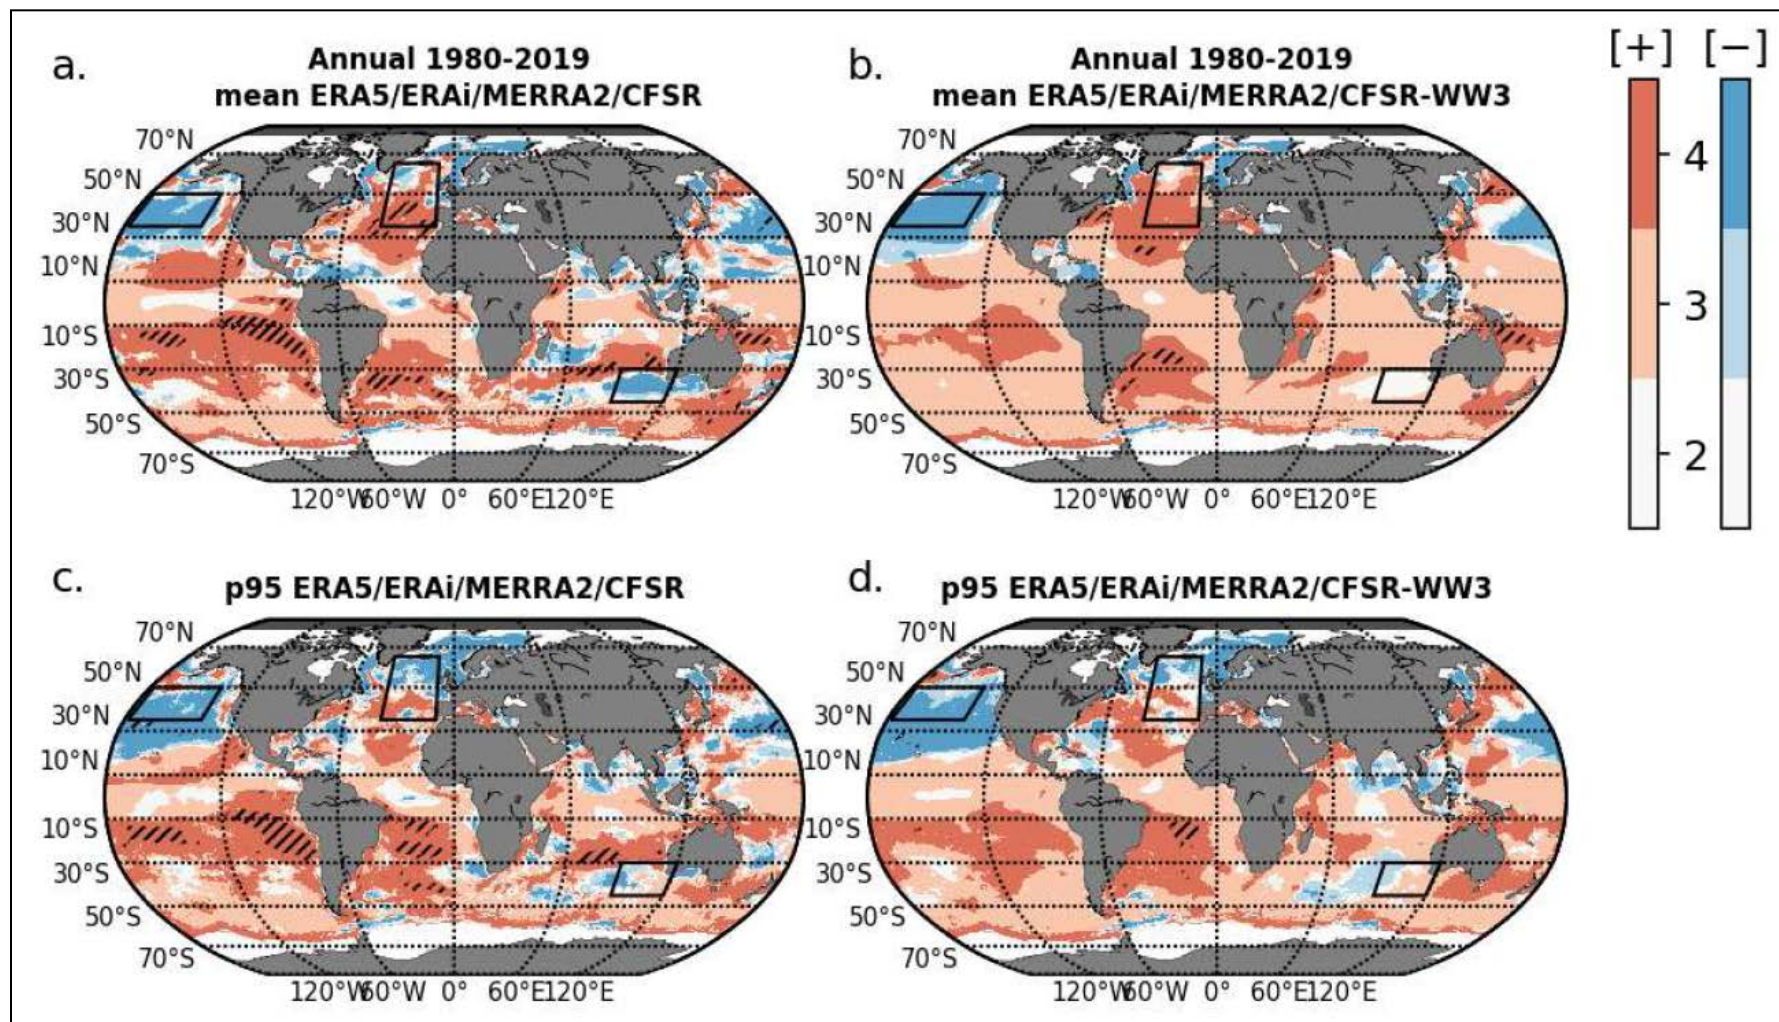 a.
Annual 1980-2019
mean ERA5/ERAi/MERRA2/CFSR
70°N
50°N
30°N
10°N
10°S
30°S
50°S
70°S
120°W 60°W 0° 60°E 120°E
b.
Annual 1980-2019
mean ERA5/ERAi/MERRA2/CFSR-WW3
70°N
50°N
30°N
10°N
10°S
30°S
50°S
70°S
120°W 60°W 0° 60°E 120°E
[+] [−]
4
3
2
c.
p95 ERA5/ERAi/MERRA2/CFSR
70°N
50°N
30°N
10°N
10°S
30°S
50°S
70°S
120°W 60°W 0° 60°E 120°E
d.
p95 ERA5/ERAi/MERRA2/CFSR-WW3
70°N
50°N
30°N
10°N
10°S
30°S
50°S
70°S
120°W 60°W 0° 60°E 120°E